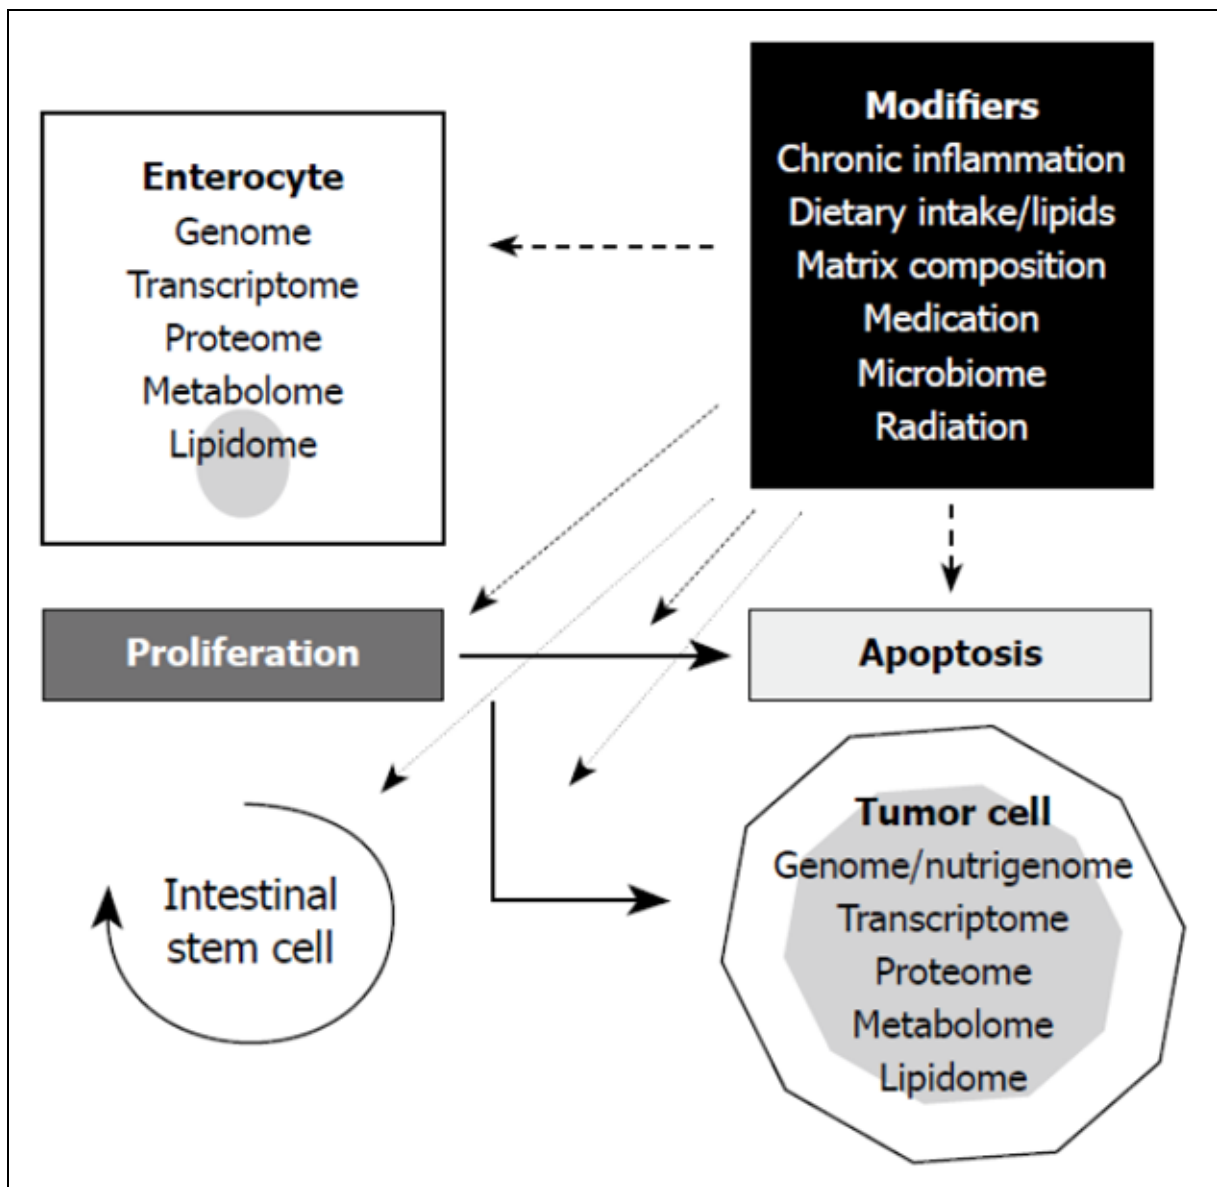 Enterocyte
Genome
Transcriptome
Proteome
Metabolome
Lipidome
Modifiers
Chronic inflammation
Dietary intake/lipids
Matrix composition
Medication
Microbiome
Radiation
Proliferation
Apoptosis
Intestinal
stem cell
Tumor cell
Genome/nutrigenome
Transcriptome
Proteome
Metabolome
Lipidome